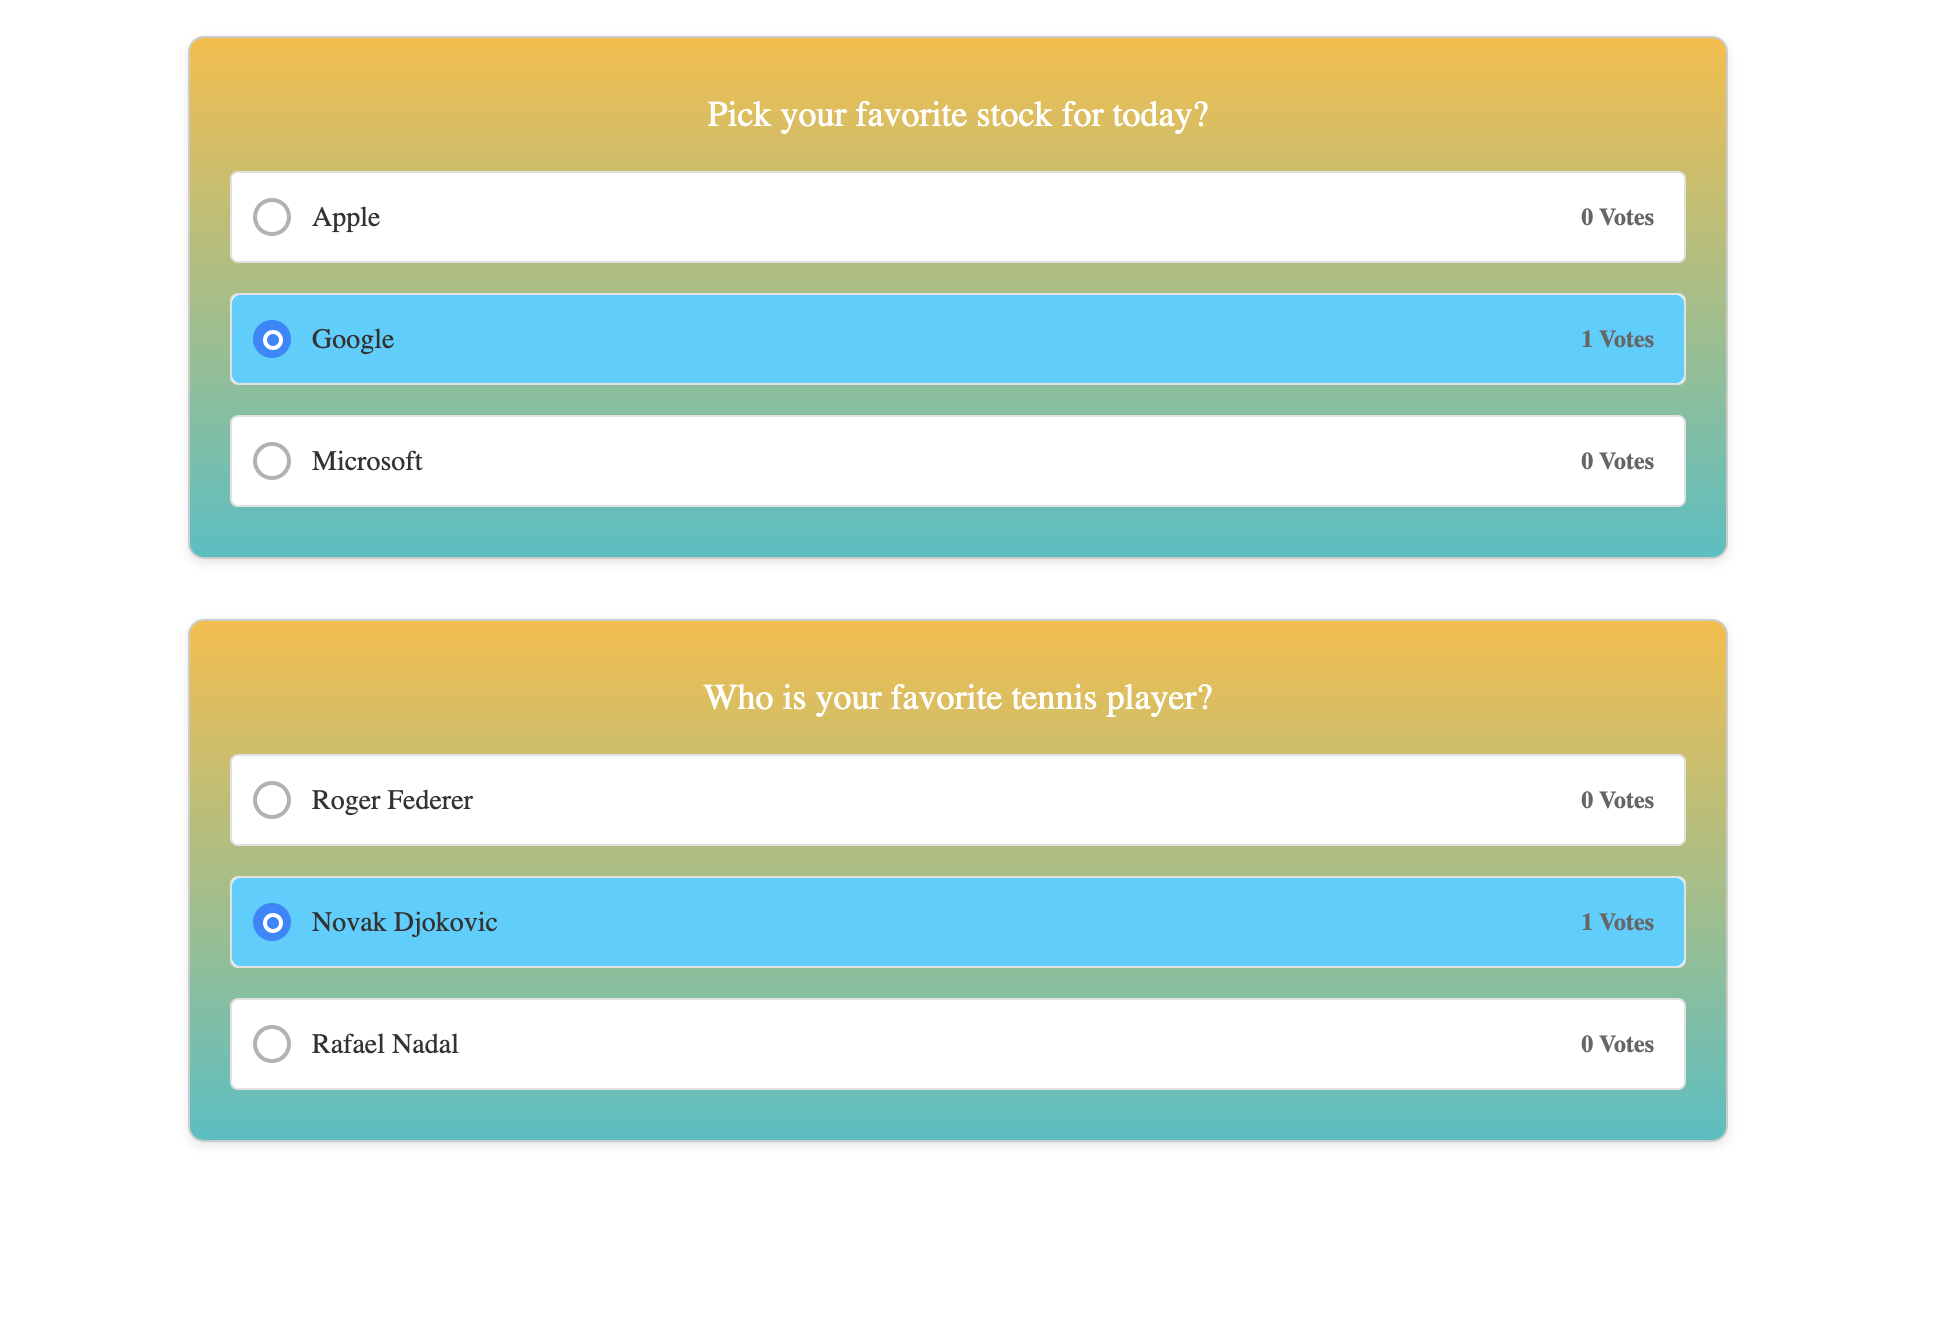 Pick your favorite stock for today?
Apple 0 Votes
Google 1 Votes
Microsoft 0 Votes
Who is your favorite tennis player?
Roger Federer 0 Votes
Novak Djokovic 1 Votes
Rafael Nadal 0 Votes